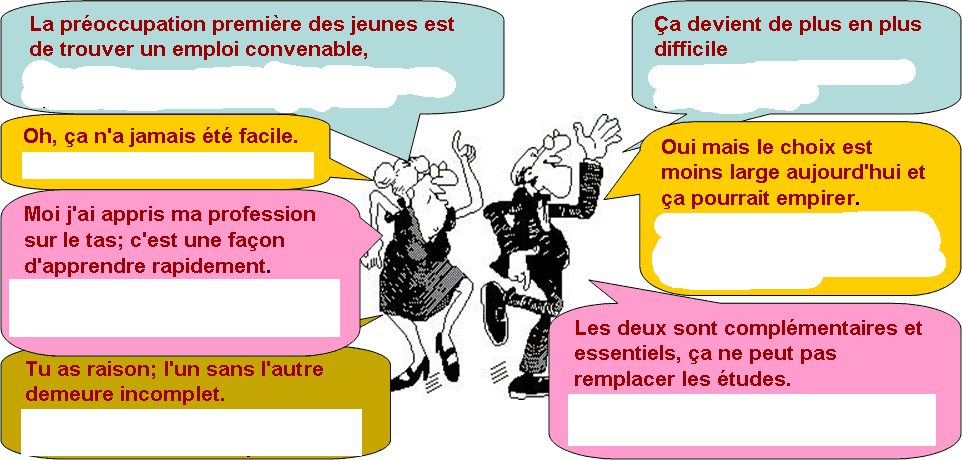 La préoccupation première des jeunes est
de trouver un emploi convenable,
Ça devient de plus en plus
difficile
Oh, ça n'a jamais été facile.
Oui mais le choix est
moins large aujourd'hui et
ça pourrait empirer.
Moi j'ai appris ma profession
sur le tas; c'est une façon
d'apprendre rapidement.
Les deux sont complémentaires et
essentiels, ça ne peut pas
remplacer les études.
Tu as raison; l'un sans l'autre
demeure incomplet.